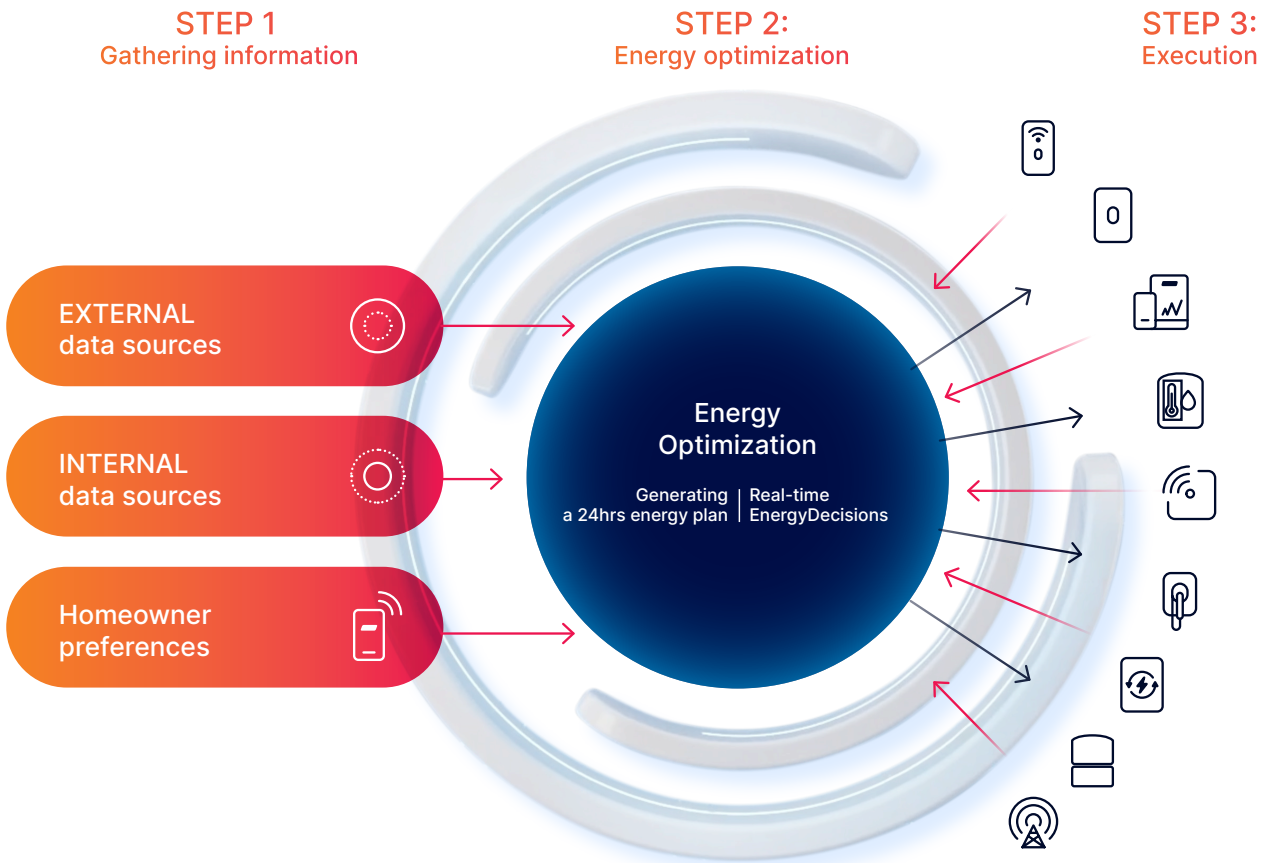 STEP 1
Gathering information
STEP 2:
Energy optimization
STEP 3:
Execution
EXTERNAL
data sources
INTERNAL
data sources
Homeowner
preferences
Energy
Optimization
Generating
a 24hrs energy plan
Real-time
EnergyDecisions